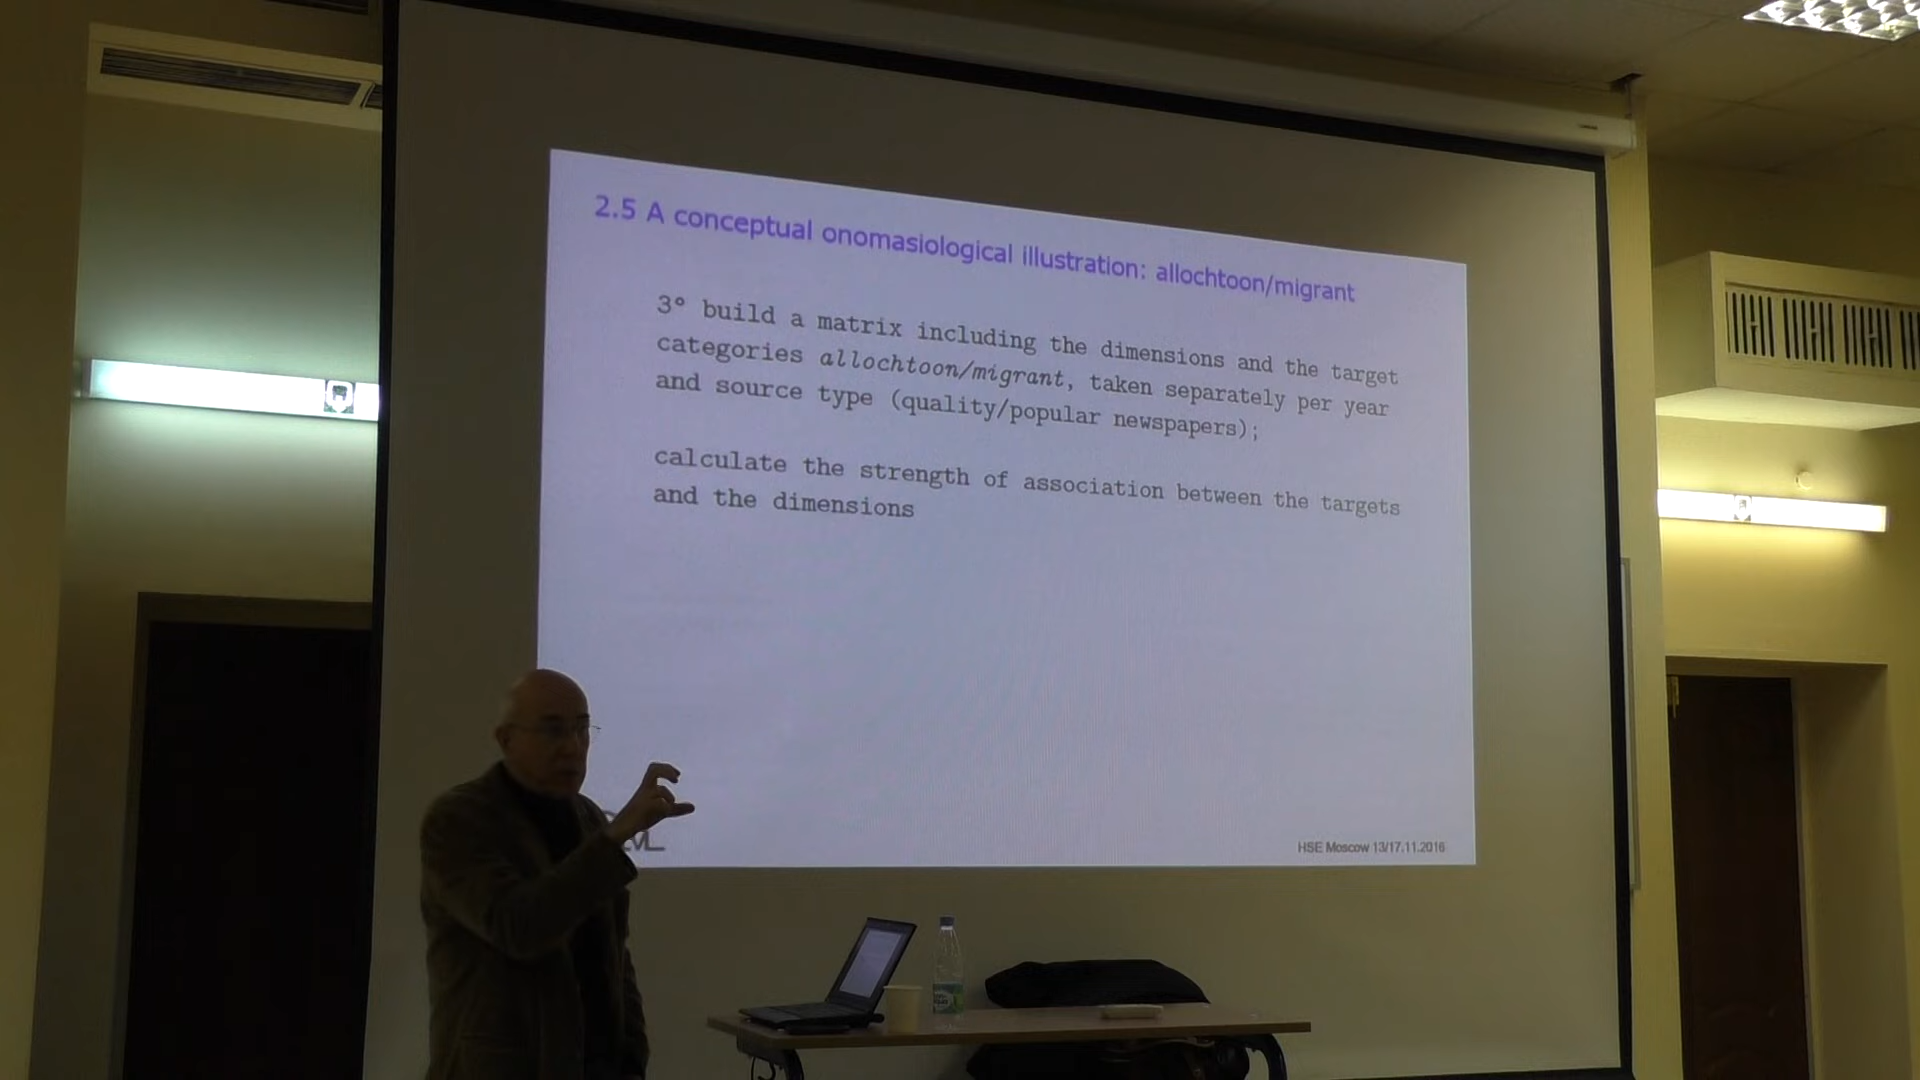 2.5 A conceptual onomasiological illustration: allochtoon/migrant
3° build a matrix including the dimensions and the target
categories allochtoon/migrant, taken separately per year
and source type (quality/popular newspapers);
calculate the strength of association between the targets
and the dimensions
HSE Moscow 13/17.11.2016